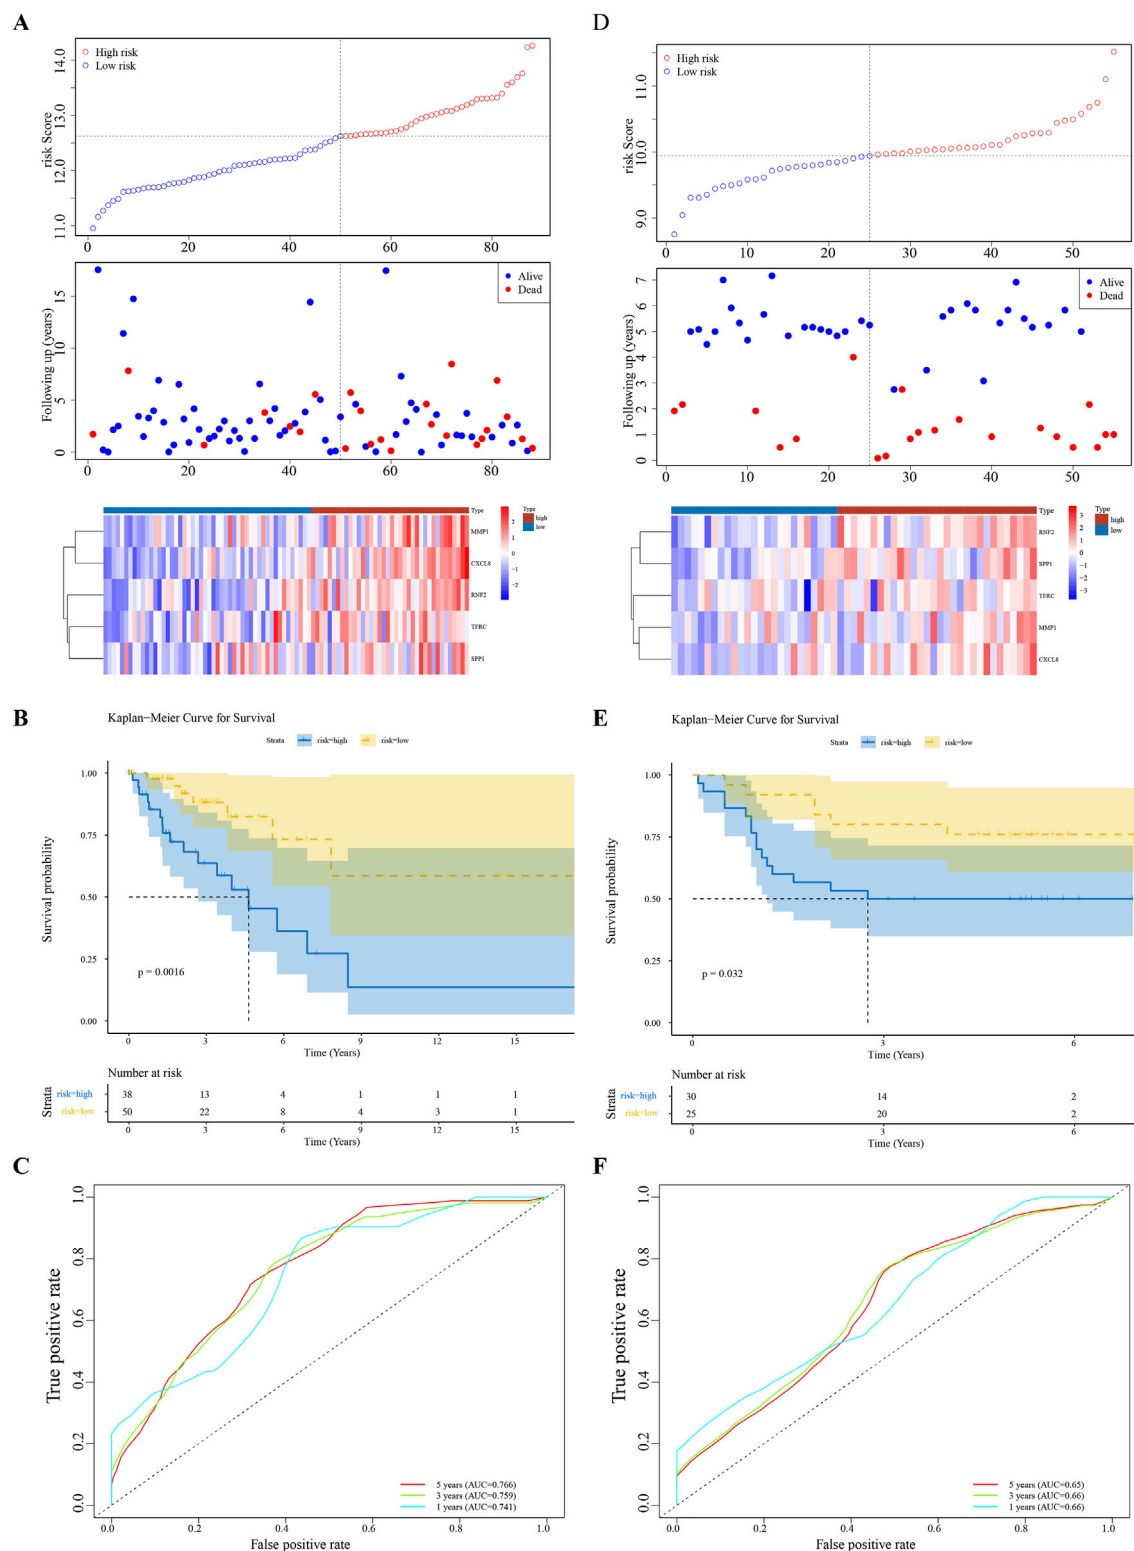 A
High risk
Low risk
risk Score
14.0
13.0
12.0
11.0
0 20 40 60 80
Alive
Dead
Following up (years)
15
10
5
0
0 20 40 60 80
Type
MMP1
CXCL8
RNF2
TFRC
SPP1
2
1
0
−1
−2
Type
high
low
B
Kaplan−Meier Curve for Survival
Strata risk=high risk=low
Survival probability
1.00
0.75
0.50
0.25
0.00
p = 0.0016
0 3 6 9 12 15
Time (Years)
Number at risk
Strata
risk=high 38 13 4 1 1 1
risk=low 50 22 8 4 3 1
0 3 6 9 12 15
Time (Years)
C
True positive rate
1.0
0.8
0.6
0.4
0.2
0.0
5 years (AUC=0.766)
3 years (AUC=0.759)
1 years (AUC=0.741)
0.0 0.2 0.4 0.6 0.8 1.0
False positive rate
D
High risk
Low risk
risk Score
11.0
10.0
9.0
0 10 20 30 40 50
Alive
Dead
Following up (years)
7
6
5
4
3
2
1
0
0 10 20 30 40 50
Type
RNF2
SPP1
TFRC
MMP1
CXCL8
3
2
1
0
−1
−2
−3
Type
high
low
E
Kaplan−Meier Curve for Survival
Strata risk=high risk=low
Survival probability
1.00
0.75
0.50
0.25
0.00
p = 0.032
0 3 6
Time (Years)
Number at risk
Strata
risk=high 30 14 2
risk=low 25 20 2
0 3 6
Time (Years)
F
True positive rate
1.0
0.8
0.6
0.4
0.2
0.0
5 years (AUC=0.65)
3 years (AUC=0.66)
1 years (AUC=0.66)
0.0 0.2 0.4 0.6 0.8 1.0
False positive rate